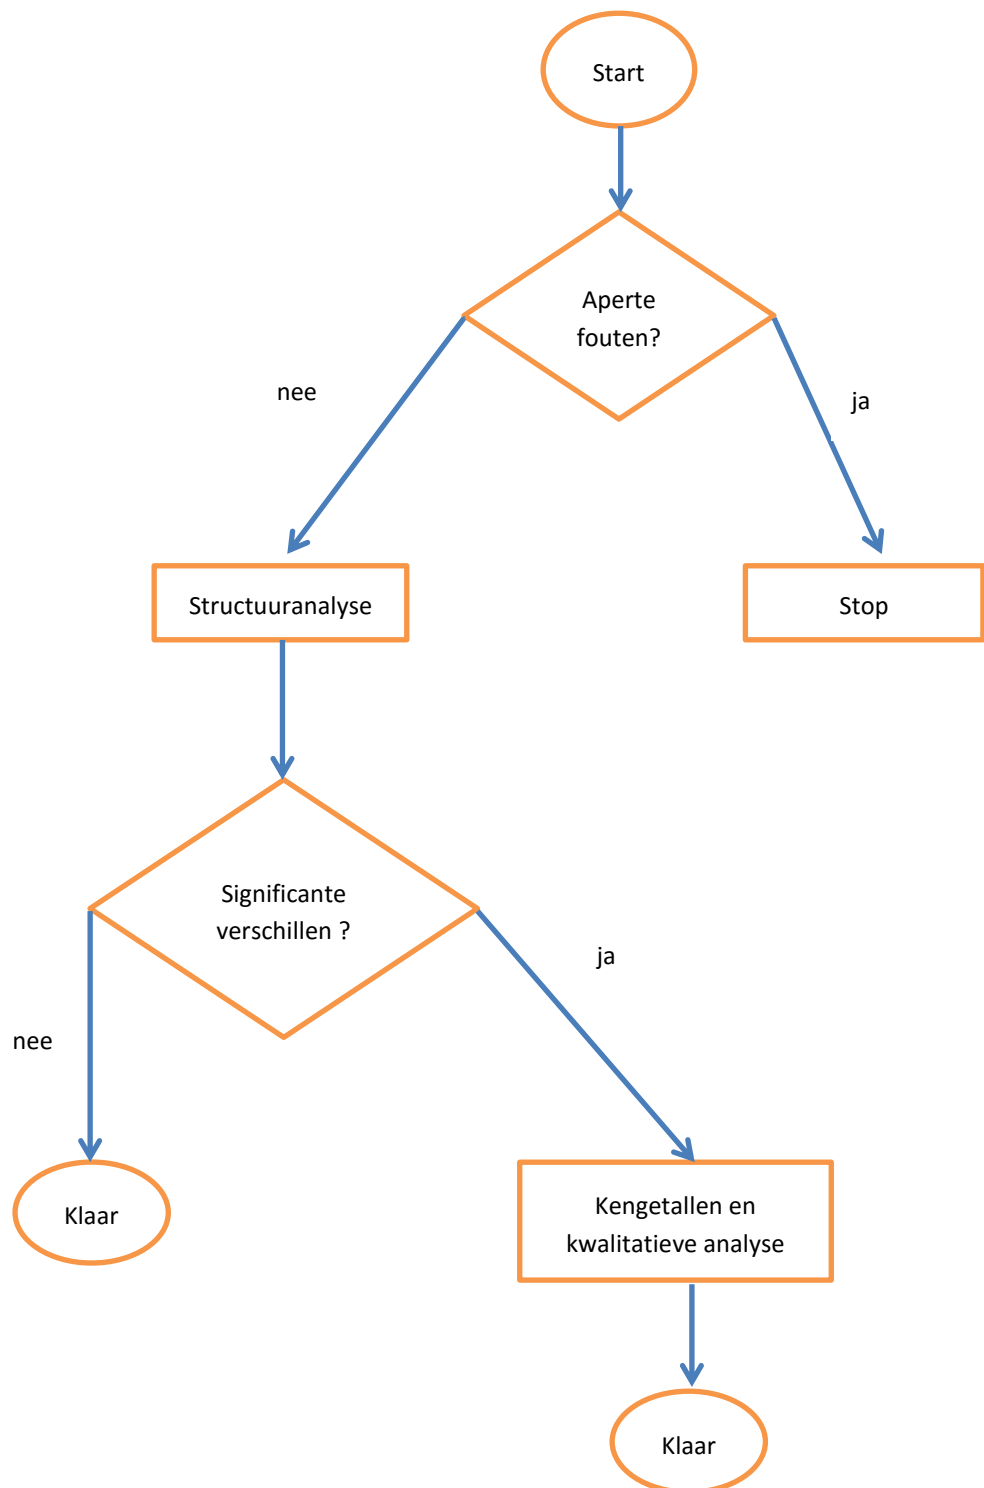 Start
Aperte
fouten?
nee
ja
Structuuranalyse
Stop
Significante
verschillen ?
ja
nee
Klaar
Kengetallen en
kwalitatieve analyse
Klaar